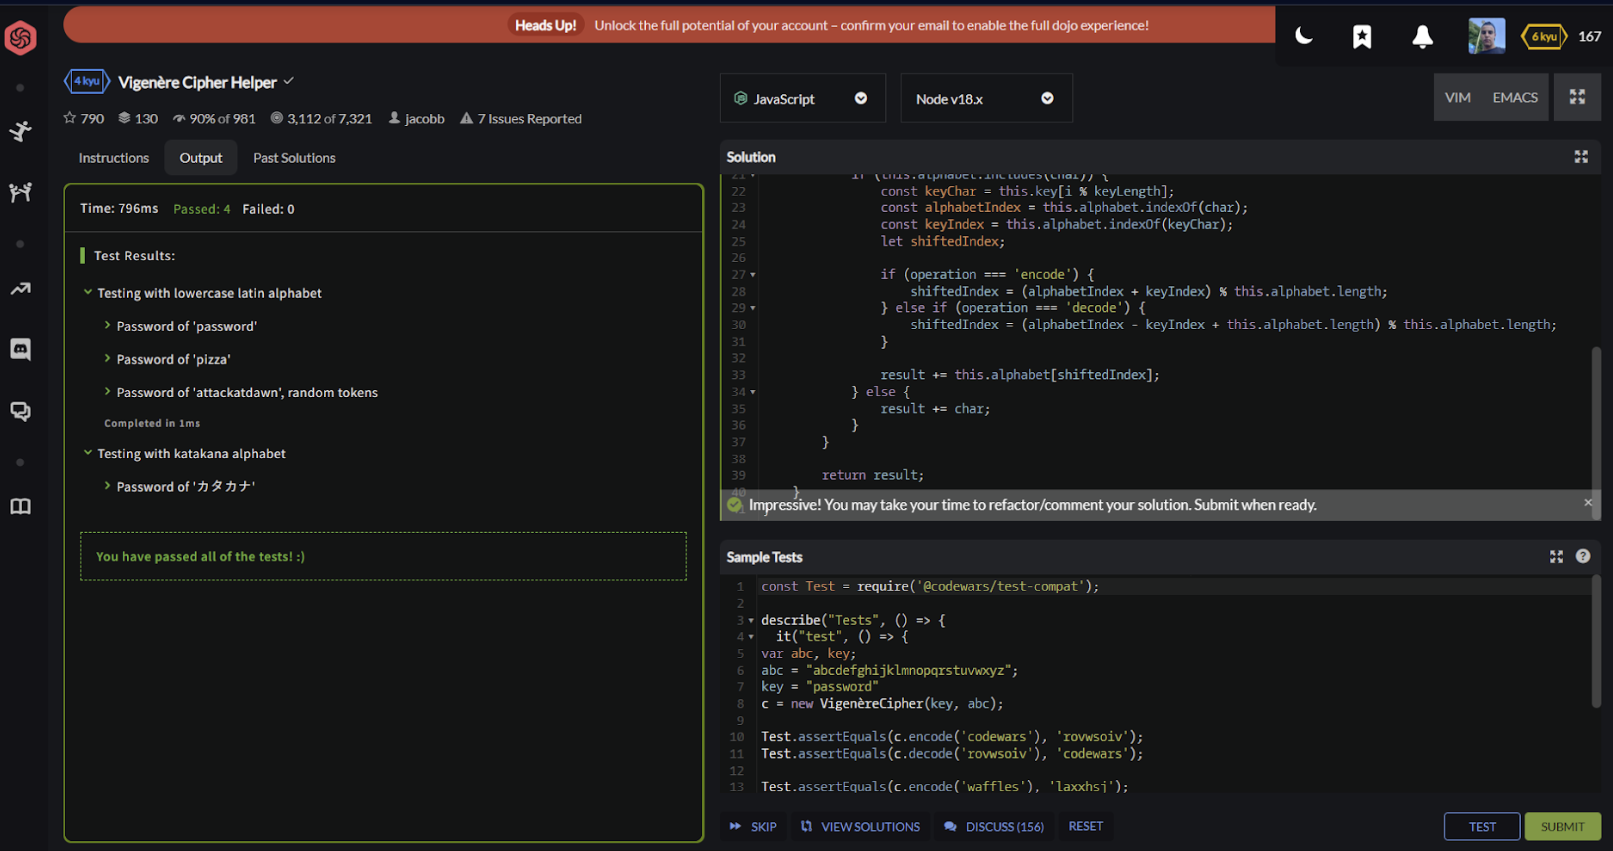 Heads Up! Unlock the full potential of your account – confirm your email to enable the full dojo experience!
6 kyu 167
4 kyu Vigenère Cipher Helper
790 130 90% of 981 3,112 of 7,321 jacobb 7 Issues Reported
Instructions Output Past Solutions
Time: 796ms Passed: 4 Failed: 0
Test Results:
Testing with lowercase latin alphabet
Password of 'password'
Password of 'pizza'
Password of 'attackatdawn', random tokens
Completed in 1ms
Testing with katakana alphabet
Password of 'カタカナ'
You have passed all of the tests! :)
JavaScript Node v18.x VIM EMACS
Solution
21 if (this.alphabet.includes(char)) {
22 const keyChar = this.key[i % keyLength];
23 const alphabetIndex = this.alphabet.indexOf(char);
24 const keyIndex = this.alphabet.indexOf(keyChar);
25 let shiftedIndex;
26
27 if (operation === 'encode') {
28 shiftedIndex = (alphabetIndex + keyIndex) % this.alphabet.length;
29 } else if (operation === 'decode') {
30 shiftedIndex = (alphabetIndex - keyIndex + this.alphabet.length) % this.alphabet.length;
31 }
32
33 result += this.alphabet[shiftedIndex];
34 } else {
35 result += char;
36 }
37 }
38
39 return result;
40 }
Impressive! You may take your time to refactor/comment your solution. Submit when ready.
Sample Tests
1 const Test = require('@codewars/test-compat');
2
3 describe("Tests", () => {
4 it("test", () => {
5 var abc, key;
6 abc = "abcdefghijklmnopqrstuvwxyz";
7 key = "password"
8 c = new VigenèreCipher(key, abc);
9
10 Test.assertEquals(c.encode('codewars'), 'rovwsoiv');
11 Test.assertEquals(c.decode('rovwsoiv'), 'codewars');
12
13 Test.assertEquals(c.encode('waffles'), 'laxxhsj');
SKIP VIEW SOLUTIONS DISCUSS (156) RESET TEST SUBMIT